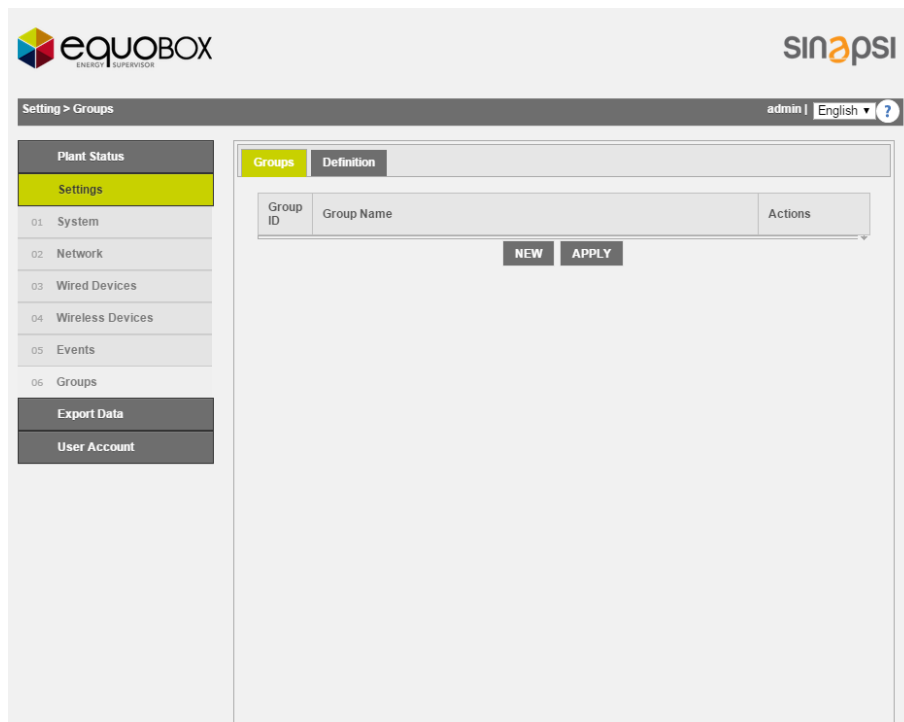 equoBOX
ENERGY SUPERVISOR
sinapsi
Setting > Groups
admin | English ?
Plant Status
Settings
01 System
02 Network
03 Wired Devices
04 Wireless Devices
05 Events
06 Groups
Export Data
User Account
Groups Definition
Group ID Group Name Actions
NEW APPLY